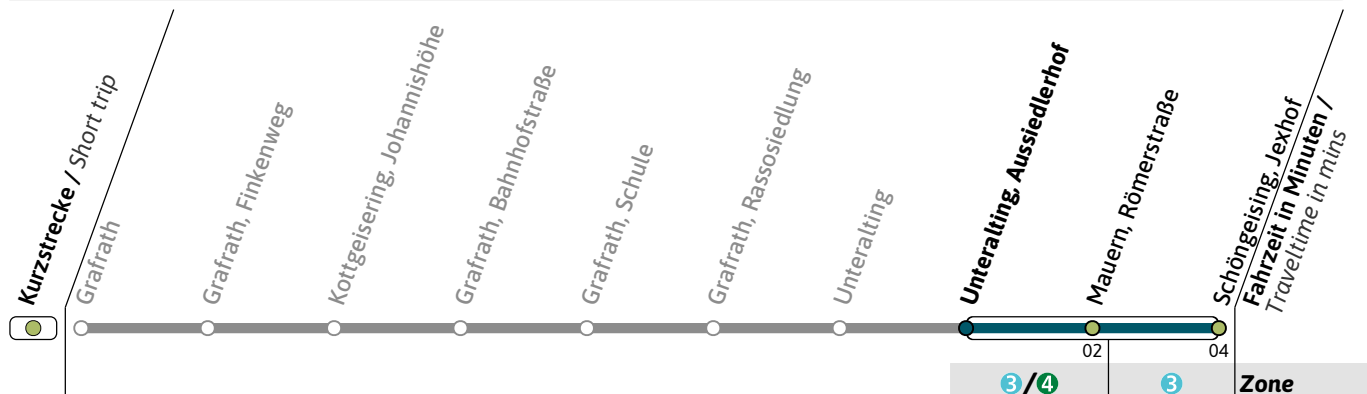 Kurzstrecke / Short trip
Grafrath
Grafrath, Finkenweg
Kottgeisering, Johannishöhe
Grafrath, Bahnhofstraße
Grafrath, Schule
Grafrath, Rassosiedlung
Unteralting
Unteralting, Aussiedlerhof
Mauern, Römerstraße
Schöngeising, Jexhof
Fahrzeit in Minuten /
Traveltime in mins
02 04
3/4 3 Zone